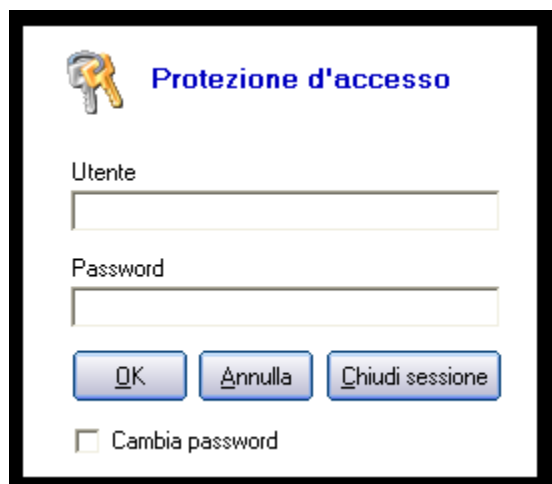 Protezione d'accesso
Utente
Password
OK Annulla Chiudi sessione
Cambia password